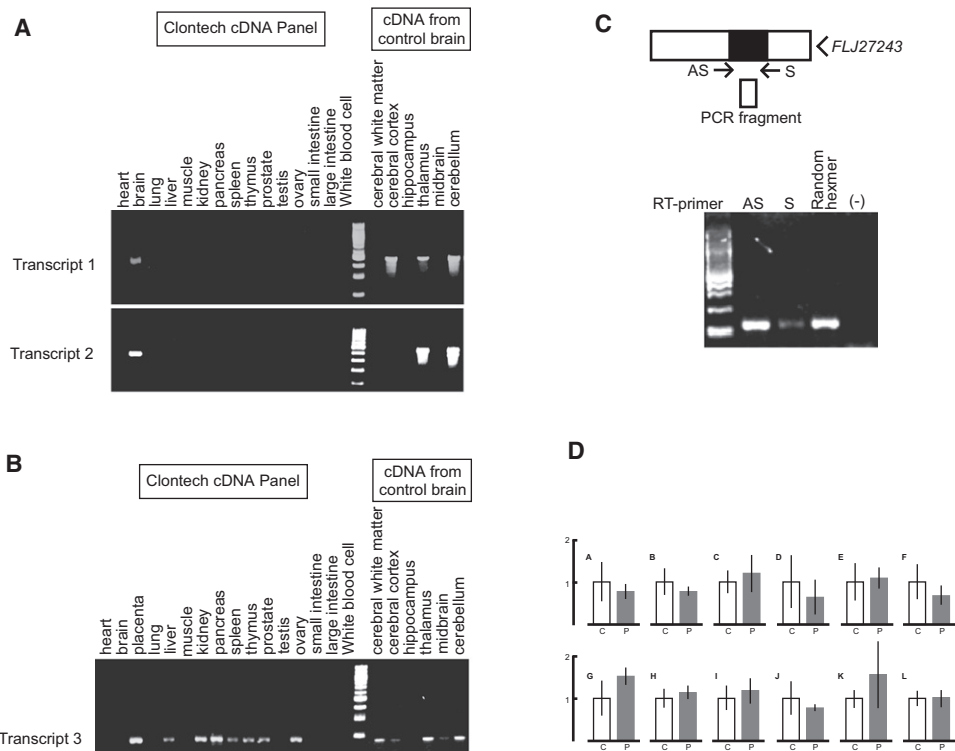 A
Clontech cDNA Panel
cDNA from
control brain
heart
brain
lung
liver
muscle
kidney
pancreas
spleen
thymus
prostate
testis
ovary
small intestine
large intestine
White blood cell
cerebral white matter
cerebral cortex
hippocampus
thalamus
midbrain
cerebellum
Transcript 1
Transcript 2
B
Clontech cDNA Panel
cDNA from
control brain
heart
brain
placenta
lung
liver
muscle
kidney
pancreas
spleen
thymus
prostate
testis
ovary
small intestine
large intestine
White blood cell
cerebral white matter
cerebral cortex
hippocampus
thalamus
midbrain
cerebellum
Transcript 3
C
FLJ27243
AS S
PCR fragment
RT-primer AS S Random hexmer (-)
D
2
1
A B C D E F
C P C P C P C P C P C P
2
1
G H I J K L
C P C P C P C P C P C P